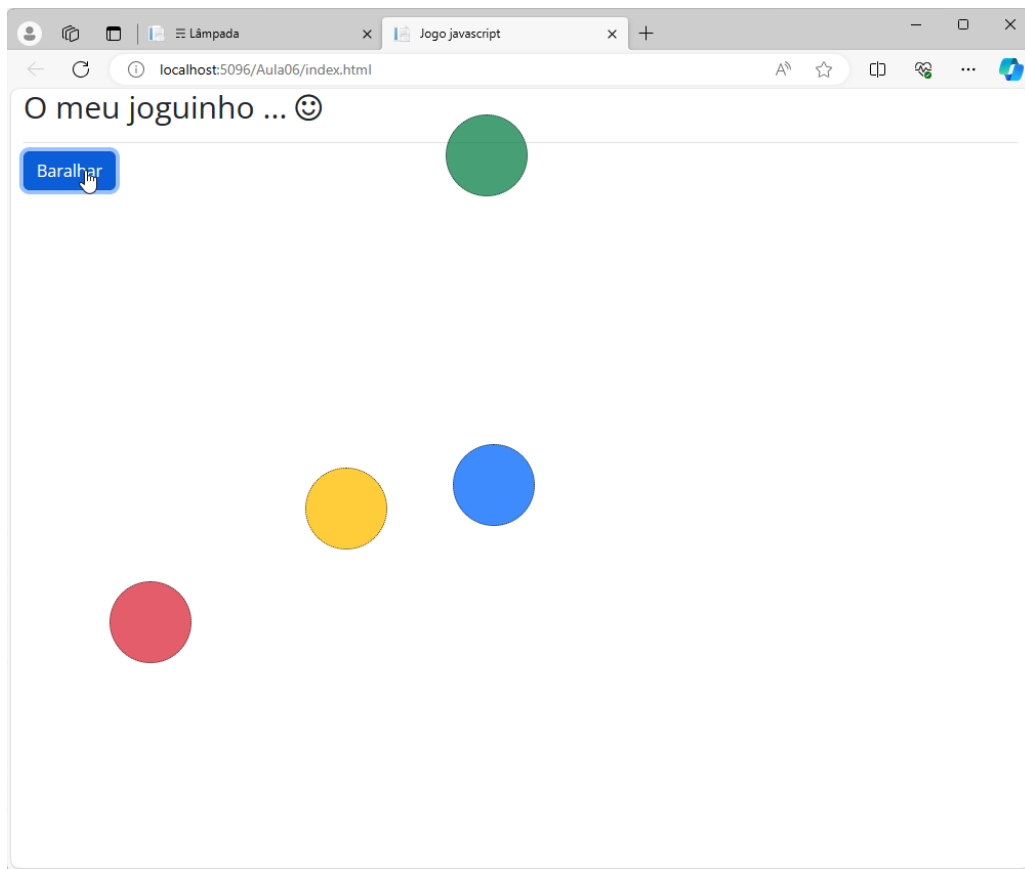 ☴ Lâmpada
Jogo javascript
localhost:5096/Aula06/index.html
O meu joguinho ... ☺
Baralhar